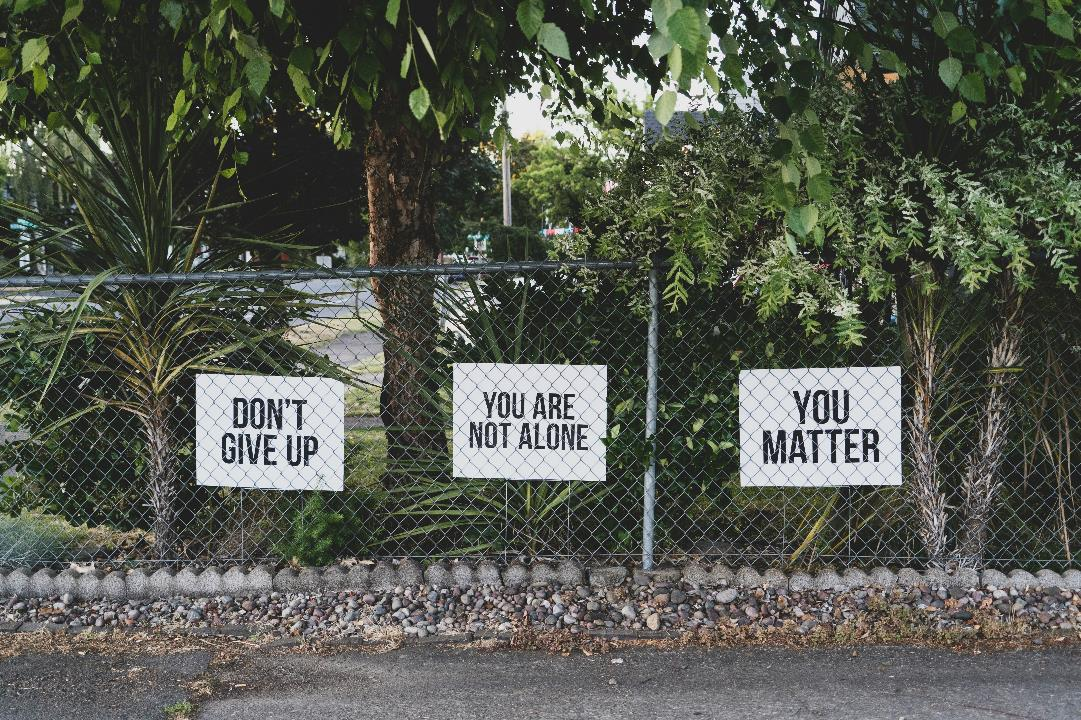 DON'T
GIVE UP
YOU ARE
NOT ALONE
YOU
MATTER